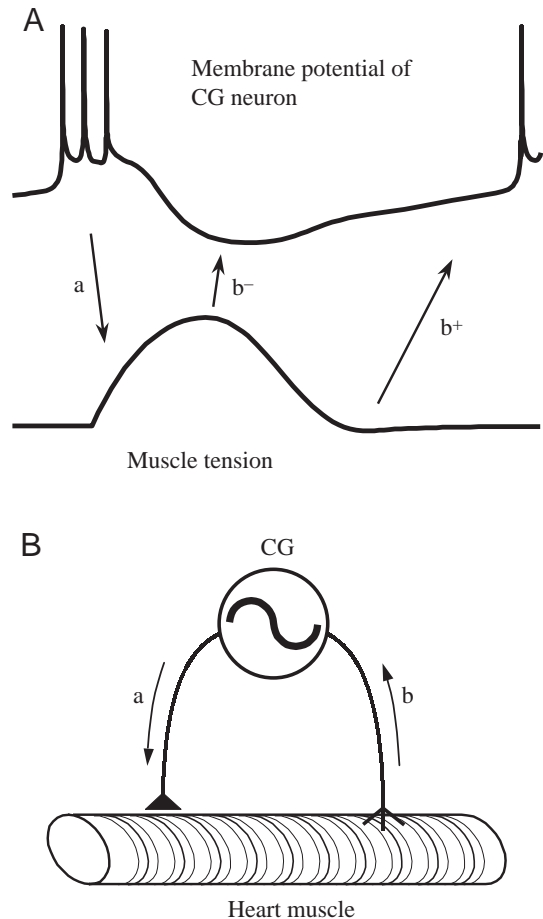 A
Membrane potential of
CG neuron
a
b⁻
b⁺
Muscle tension
B
CG
a
b
Heart muscle